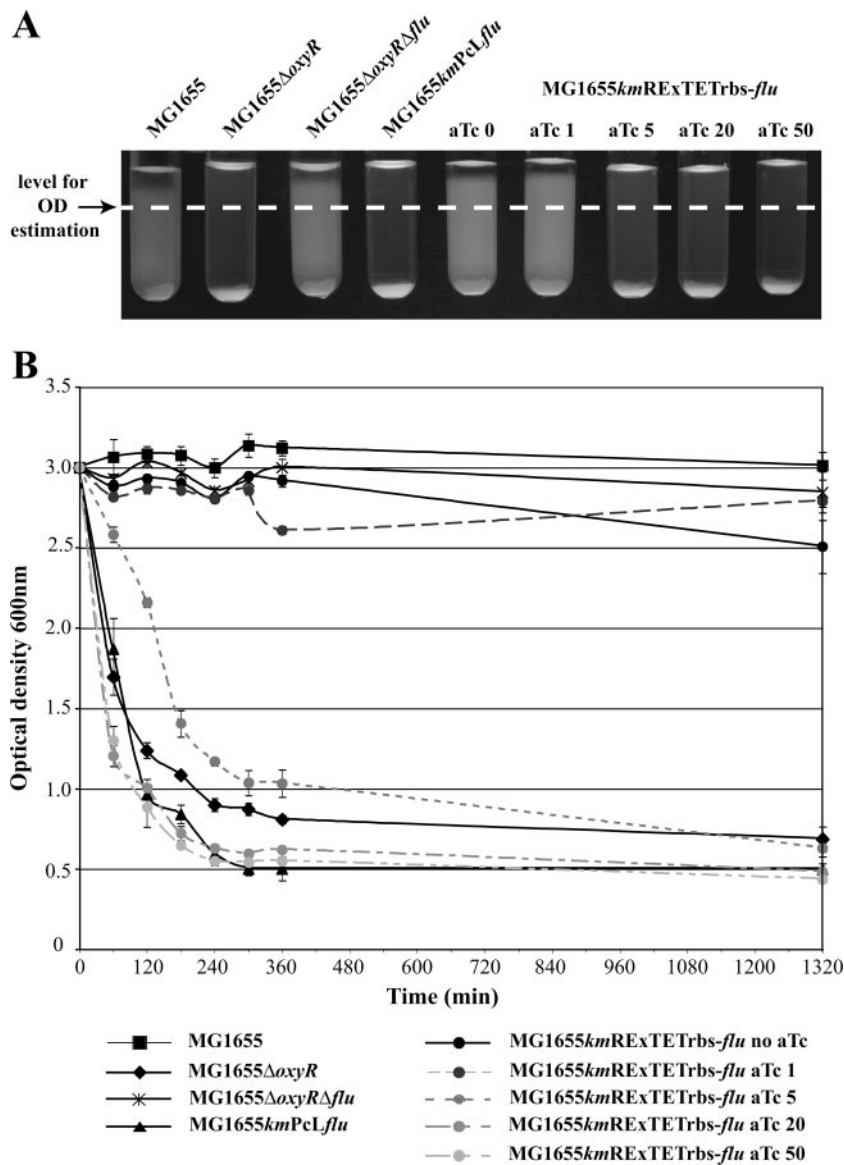 A
MG1655
MG1655ΔoxyR
MG1655ΔoxyRΔflu
MG1655kmPcLflu
MG1655kmRExTETrbs-flu
aTc 0
aTc 1
aTc 5
aTc 20
aTc 50
level for
OD
estimation
B
Optical density 600nm
3.5
3.0
2.5
2.0
1.5
1.0
0.5
0
0
120
240
360
480
600
720
840
960
1080
1200
1320
Time (min)
MG1655
MG1655ΔoxyR
MG1655ΔoxyRΔflu
MG1655kmPcLflu
MG1655kmRExTETrbs-flu no aTc
MG1655kmRExTETrbs-flu aTc 1
MG1655kmRExTETrbs-flu aTc 5
MG1655kmRExTETrbs-flu aTc 20
MG1655kmRExTETrbs-flu aTc 50